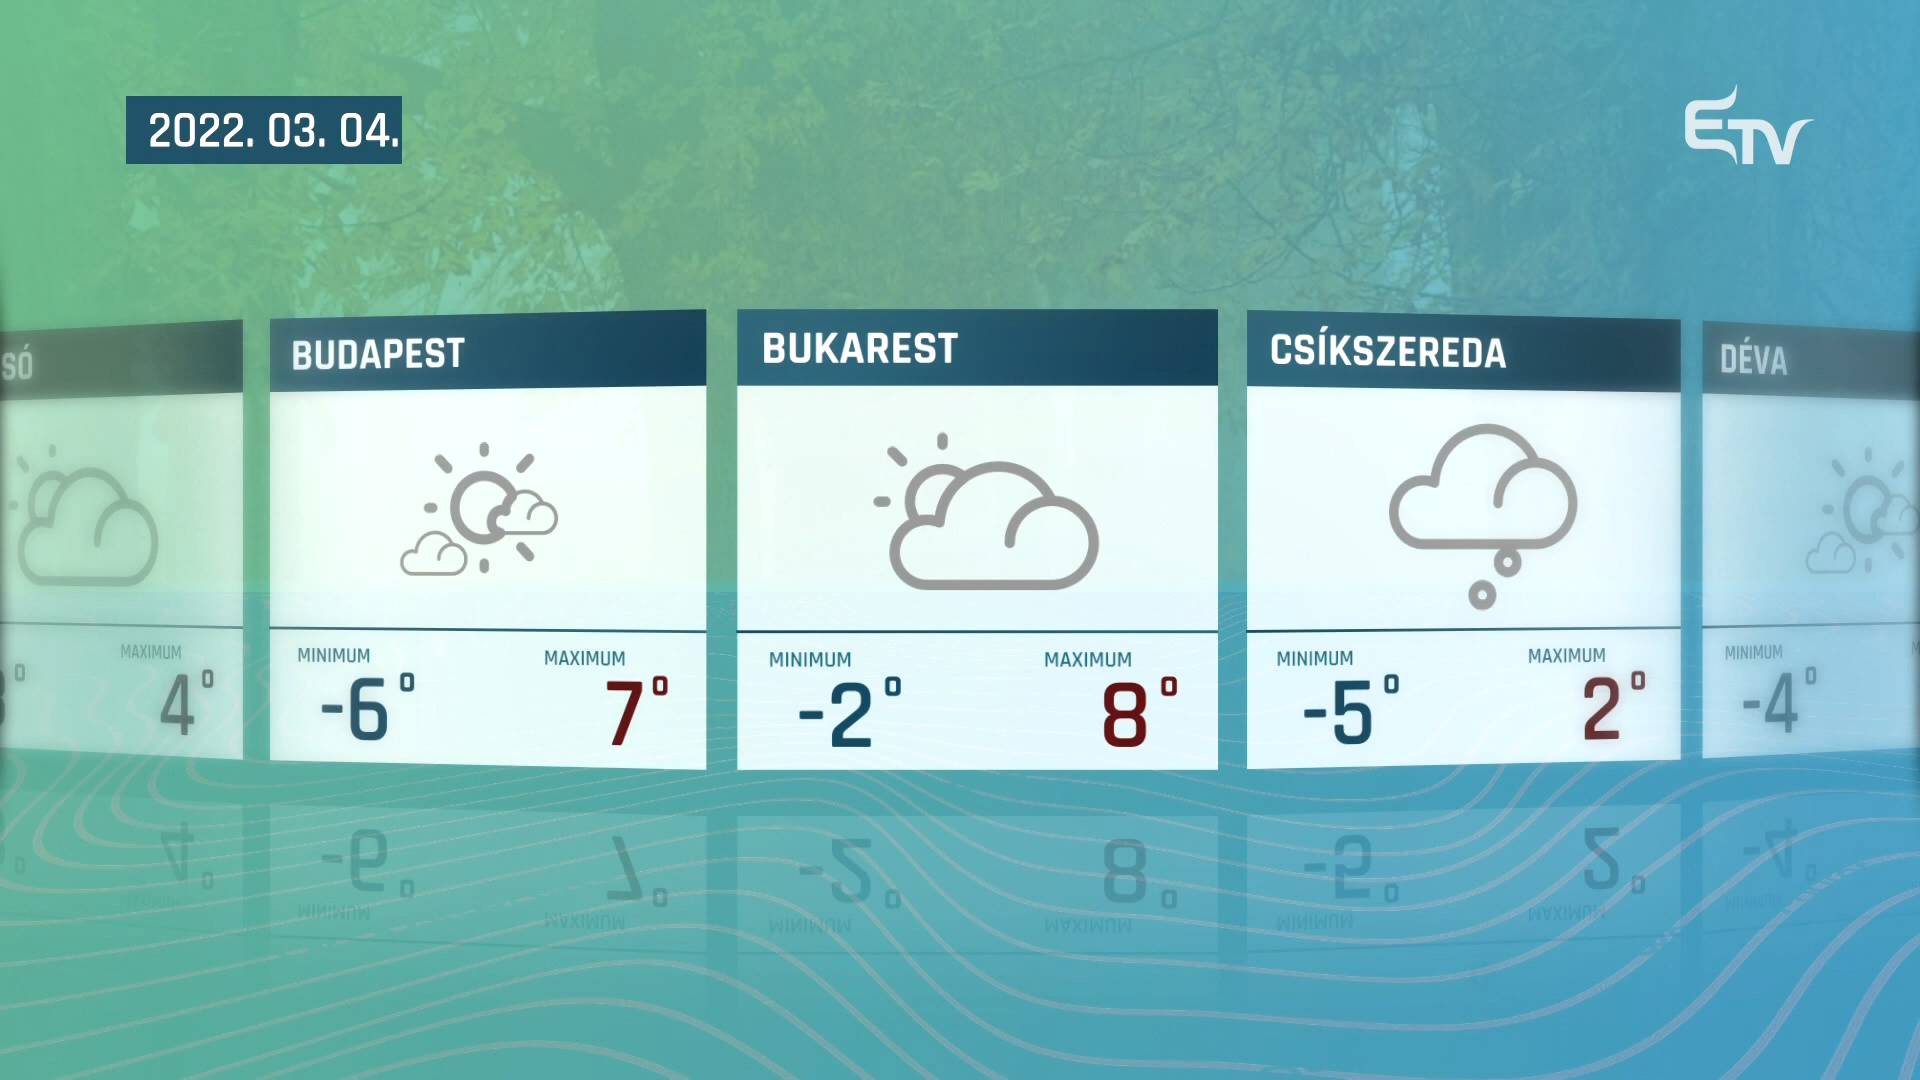 2022. 03. 04.
ETV
SÓ
MAXIMUM
4°
BUDAPEST
MINIMUM
-6°
MAXIMUM
7°
BUKAREST
MINIMUM
-2°
MAXIMUM
8°
CSÍKSZEREDA
MINIMUM
-5°
MAXIMUM
2°
DÉVA
MINIMUM
-4°